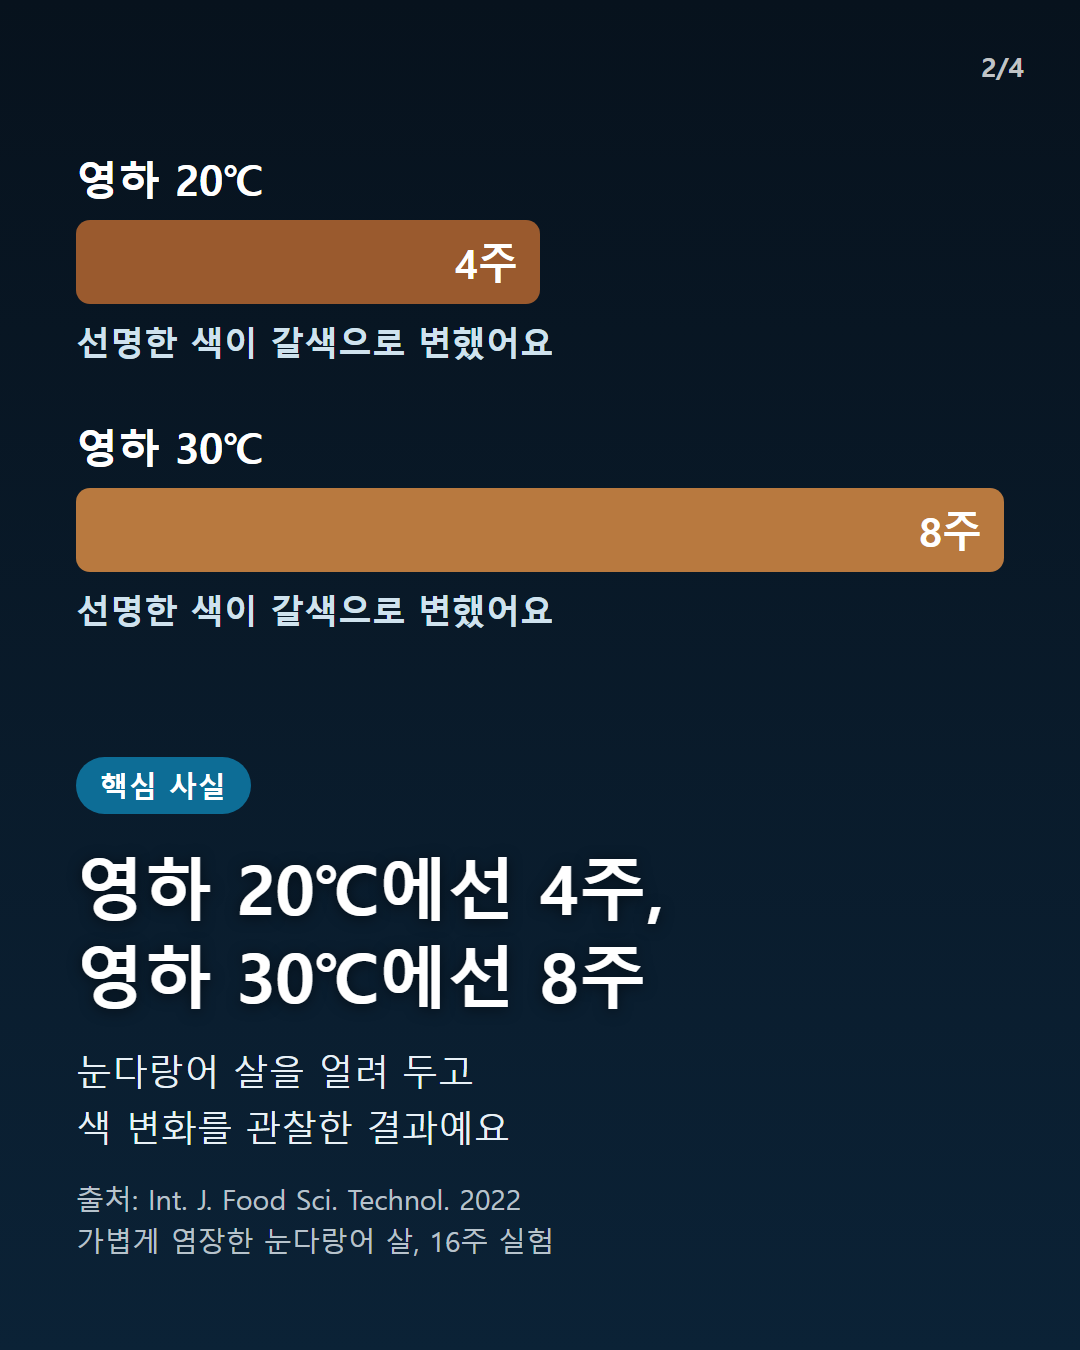 2/4
영하 20℃
4주
선명한 색이 갈색으로 변했어요
영하 30℃
8주
선명한 색이 갈색으로 변했어요
핵심 사실
영하 20℃에선 4주,
영하 30℃에선 8주
눈다랑어 살을 얼려 두고
색 변화를 관찰한 결과예요
출처: Int. J. Food Sci. Technol. 2022
가볍게 염장한 눈다랑어 살, 16주 실험